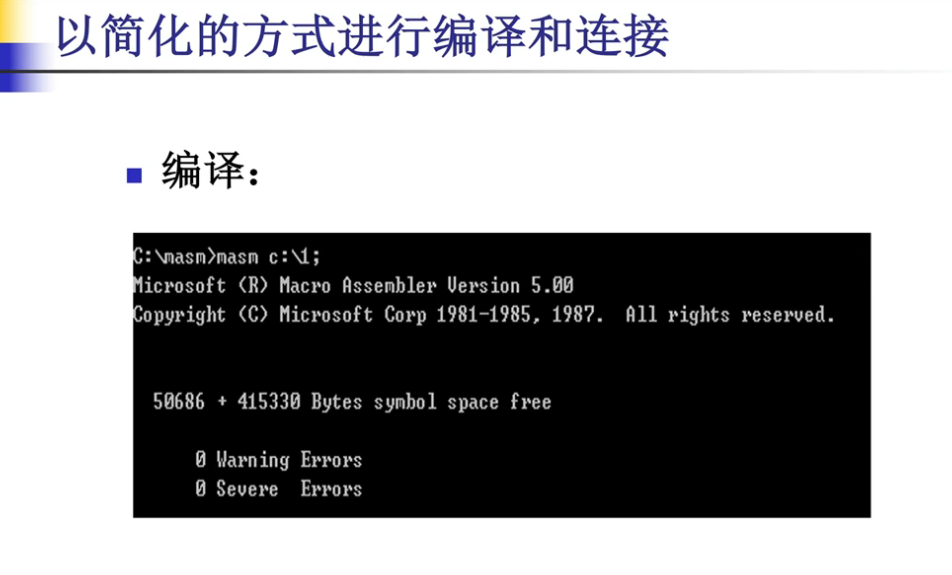 以简化的方式进行编译和连接
编译：
C:\masm>masm c:\1;
Microsoft (R) Macro Assembler Version 5.00
Copyright (C) Microsoft Corp 1981-1985, 1987.  All rights reserved.
50686 + 415330 Bytes symbol space free
0 Warning Errors
0 Severe  Errors